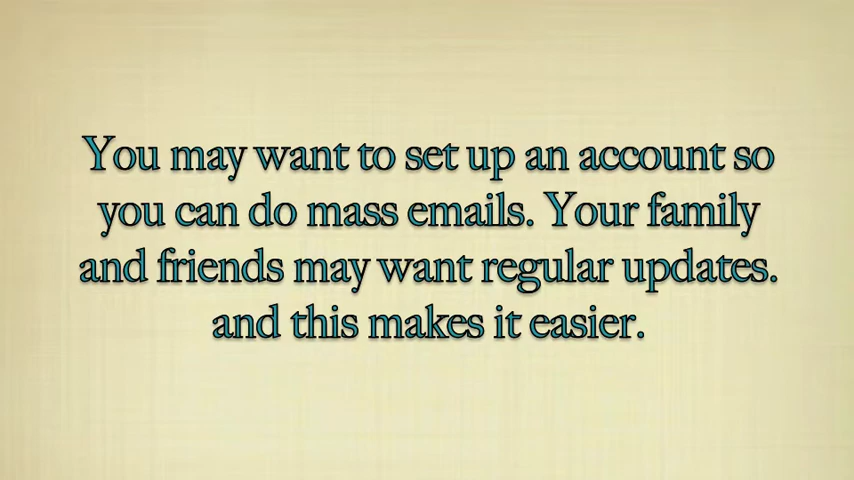 You may want to set up an account so
you can do mass emails. Your family
and friends may want regular updates.
and this makes it easier.